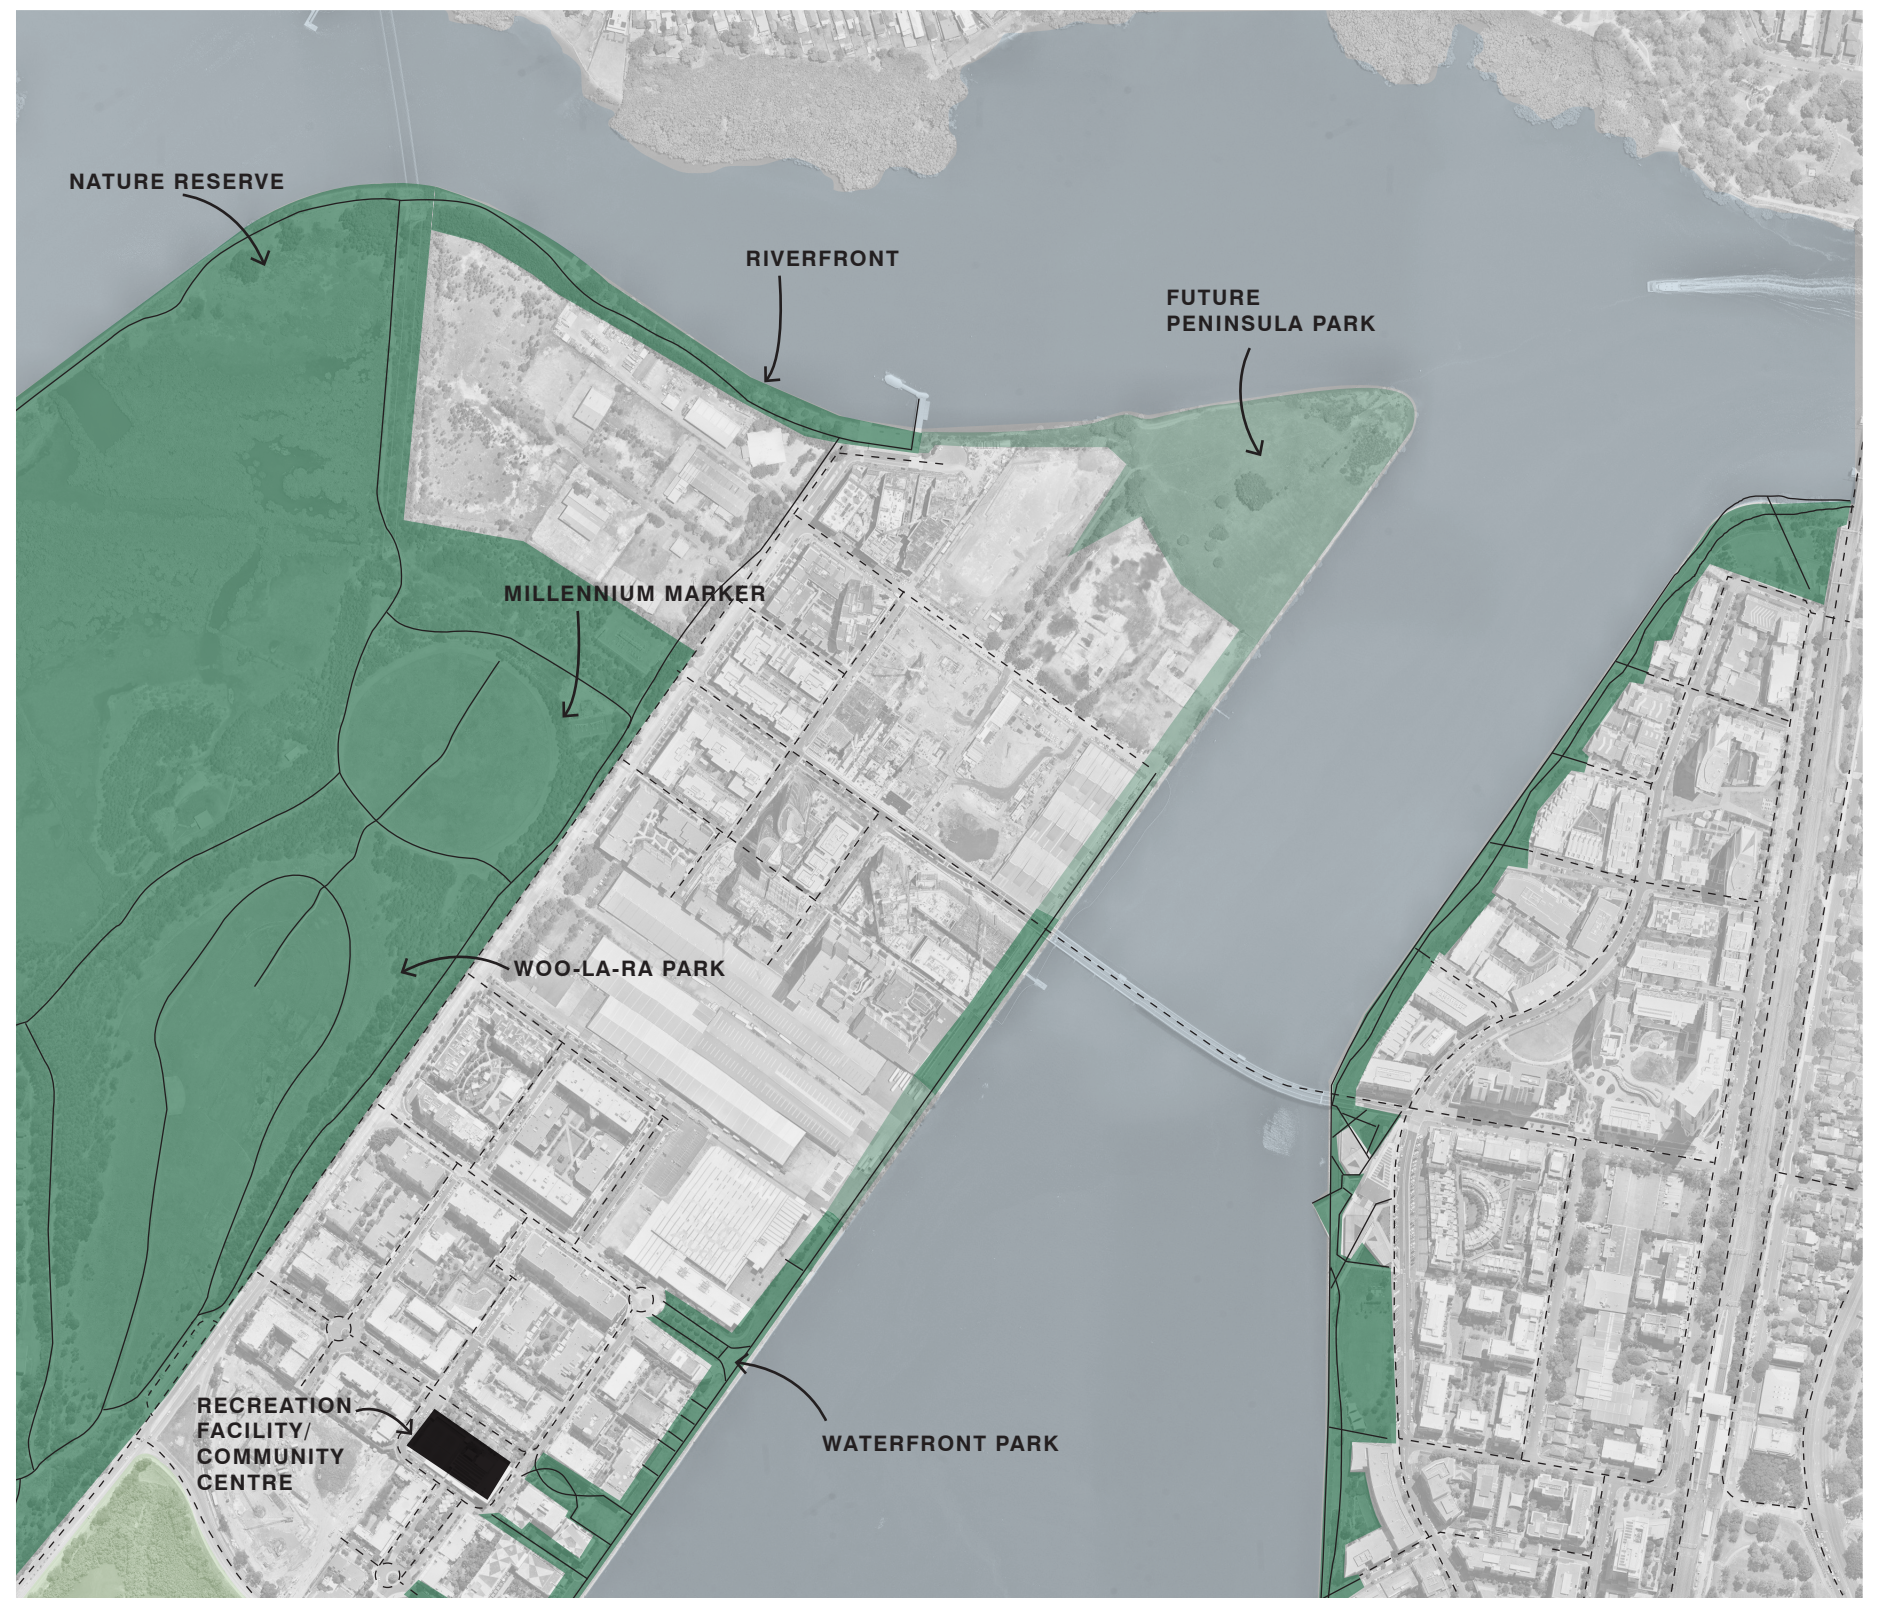 NATURE RESERVE
RIVERFRONT
FUTURE
PENINSULA PARK
MILLENNIUM MARKER
WOO-LA-RA PARK
RECREATION
FACILITY/
COMMUNITY
CENTRE
WATERFRONT PARK